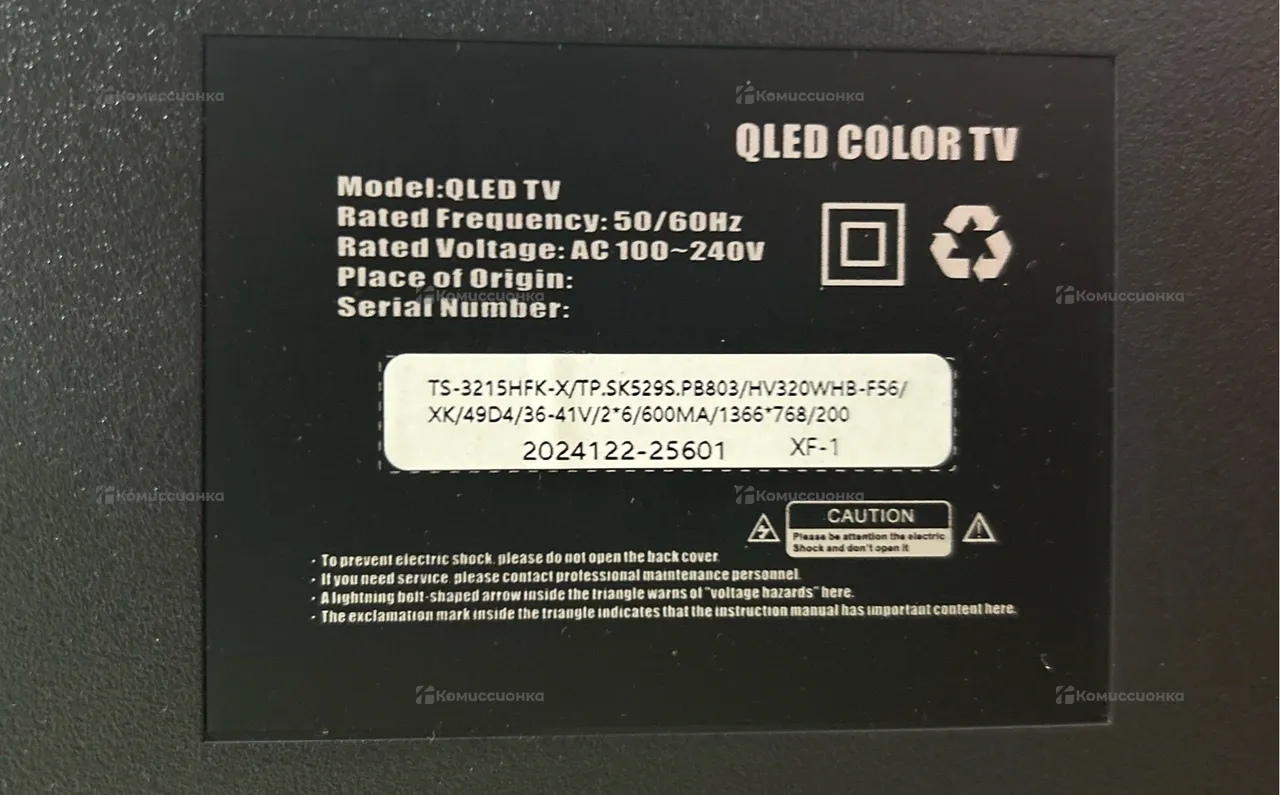 Комиссионка
Комиссионка
QLED COLOR TV
Model:QLED TV
Rated Frequency: 50/60Hz
Rated Voltage: AC 100~240V
Place of Origin:
Комиссионка
Комиссионка
Serial Number:
TS-3215HFK-X/TP.SK529S.PB803/HV320WHB-F56/
XK/49D4/36-41V/2*6/600MA/1366*768/200
2024122-25601 XF-1
Комиссионка
Комиссионка
CAUTION
Please be attention the electric
Shock and don't open it
· To prevent electric shock, please do not open the back cover.
· If you need service, please contact professional maintenance personnel.
· A lightning bolt-shaped arrow inside the triangle warns of "voltage hazards" here.
· The exclamation mark inside the triangle indicates that the instruction manual has important content here.
Комиссионка
Комиссионка